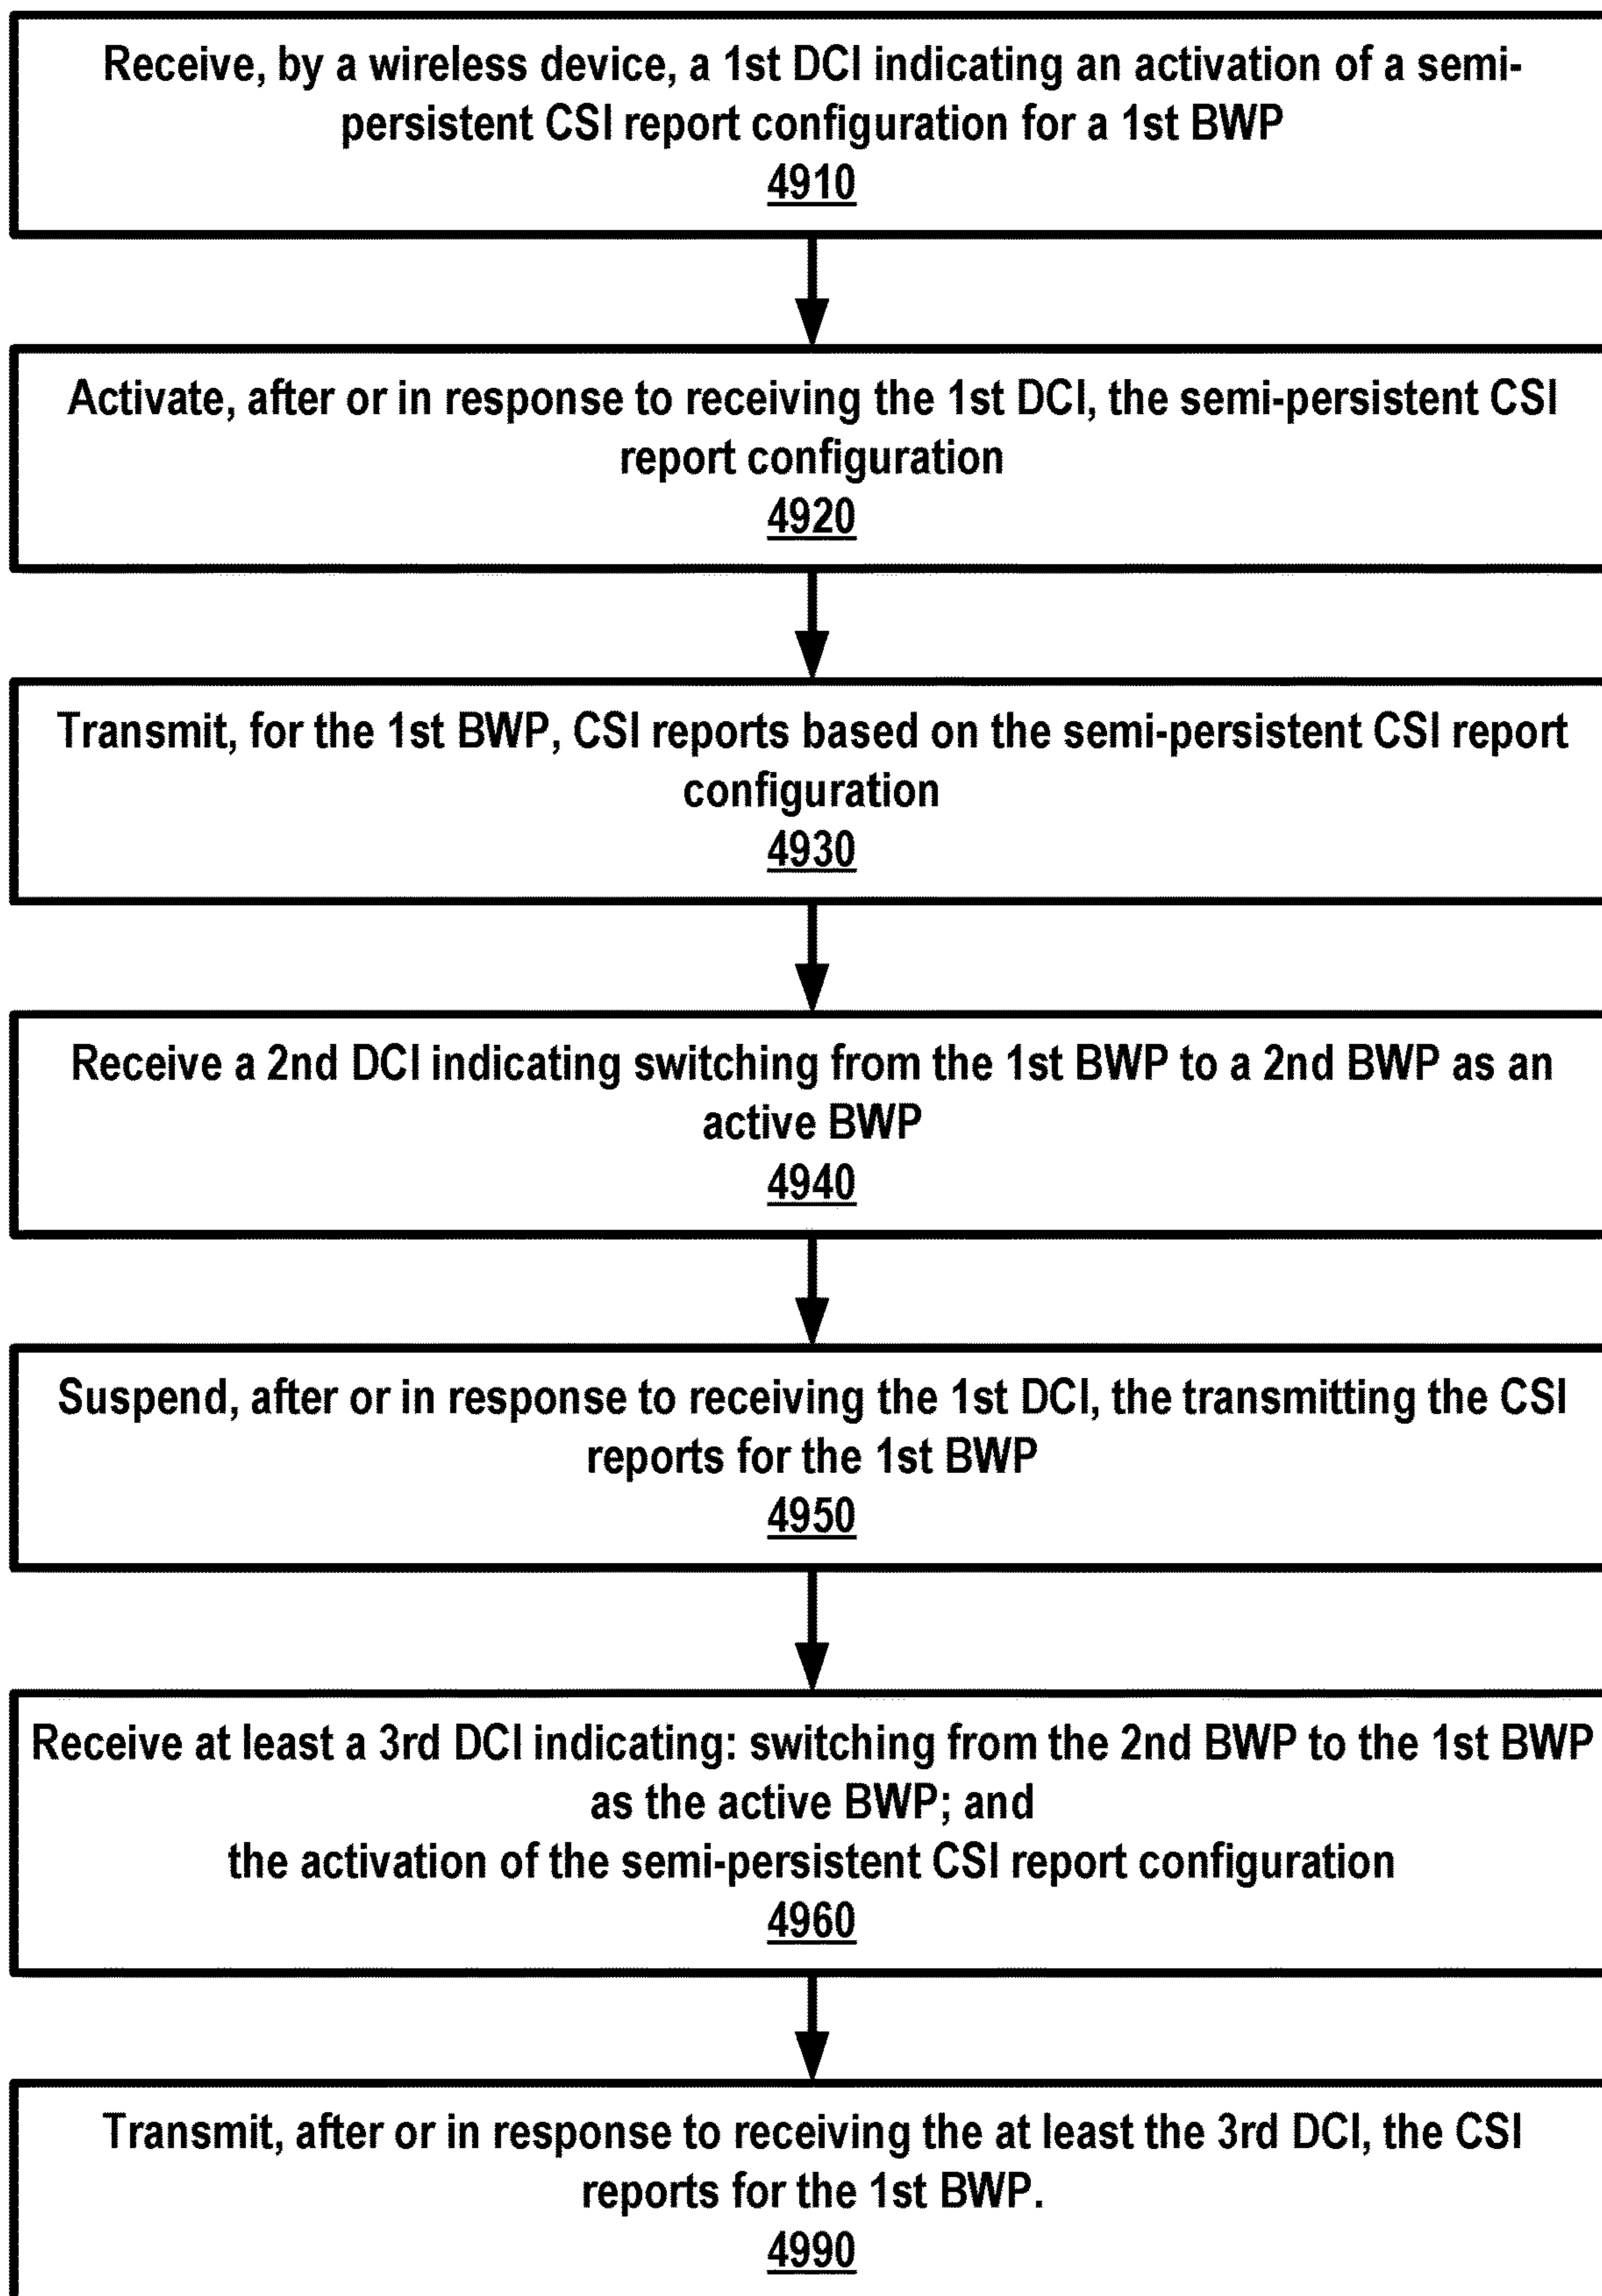 Receive, by a wireless device, a 1st DCI indicating an activation of a semi-
persistent CSI report configuration for a 1st BWP
4910
Activate, after or in response to receiving the 1st DCI, the semi-persistent CSI
report configuration
4920
Transmit, for the 1st BWP, CSI reports based on the semi-persistent CSI report
configuration
4930
Receive a 2nd DCI indicating switching from the 1st BWP to a 2nd BWP as an
active BWP
4940
Suspend, after or in response to receiving the 1st DCI, the transmitting the CSI
reports for the 1st BWP
4950
Receive at least a 3rd DCI indicating: switching from the 2nd BWP to the 1st BWP
as the active BWP; and
the activation of the semi-persistent CSI report configuration
4960
Transmit, after or in response to receiving the at least the 3rd DCI, the CSI
reports for the 1st BWP.
4990